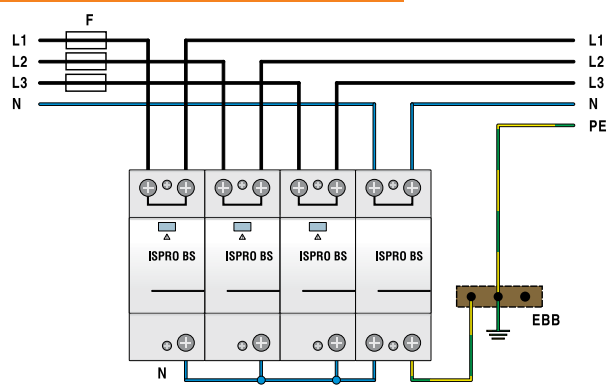 F
L1 L1
L2 L2
L3 L3
N N
PE
ISPRO BS ISPRO BS ISPRO BS ISPRO BS
EBB
N